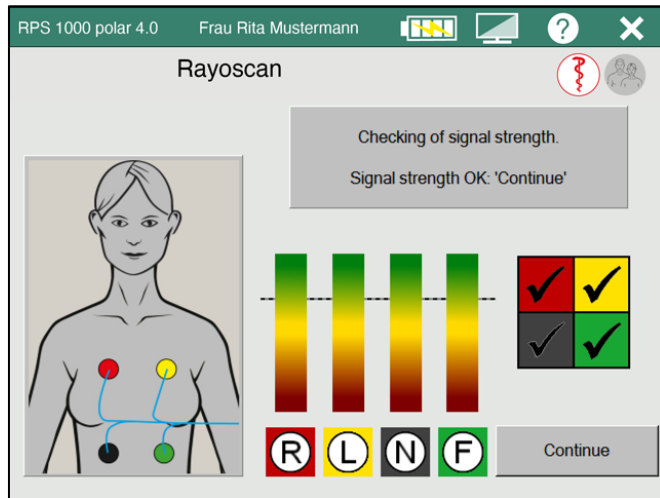 RPS 1000 polar 4.0 Frau Rita Mustermann ?
Rayoscan
Checking of signal strength.
Signal strength OK: 'Continue'
R L N F
Continue